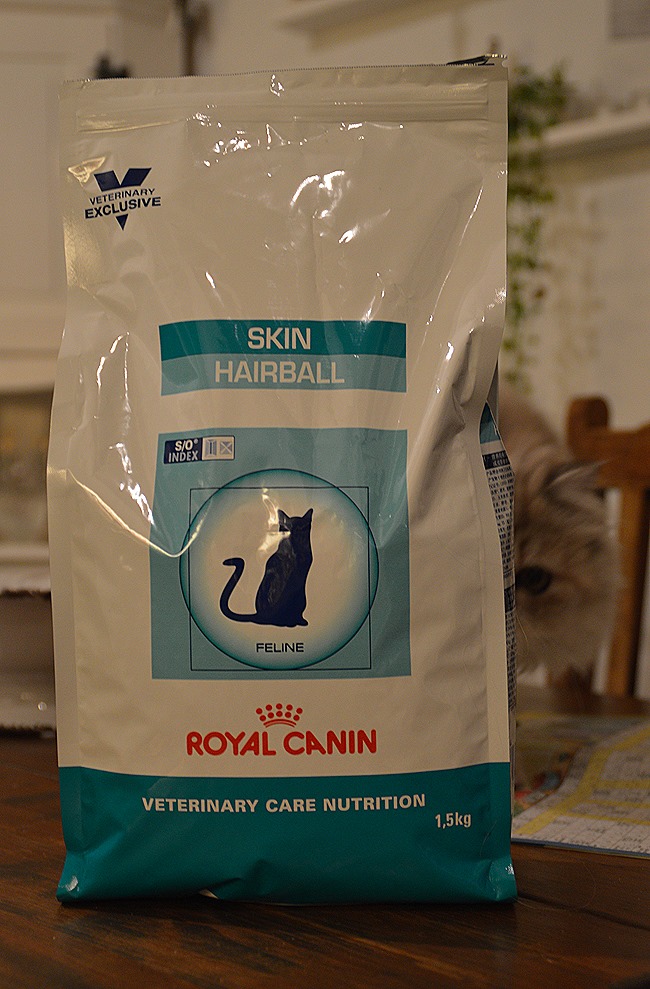 VETERINARY
EXCLUSIVE
SKIN
HAIRBALL
S/O
INDEX
FELINE
ROYAL CANIN
VETERINARY CARE NUTRITION
1,5kg